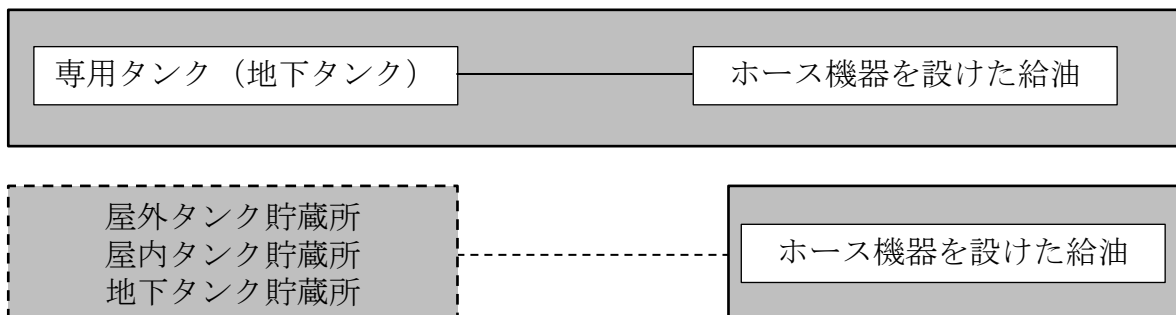 専用タンク（地下タンク）
ホース機器を設けた給油
屋外タンク貯蔵所
屋内タンク貯蔵所
地下タンク貯蔵所
ホース機器を設けた給油